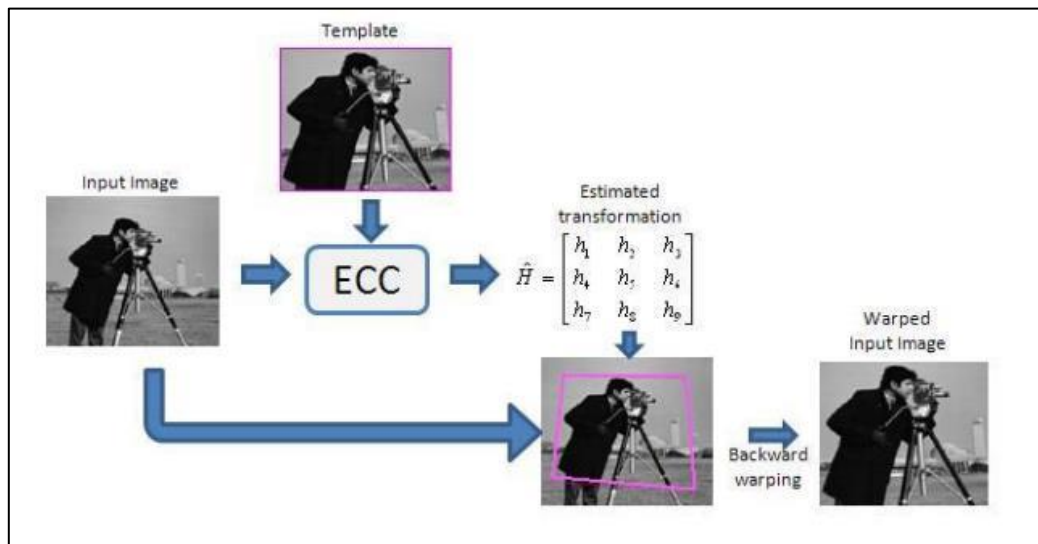 Template
Input Image
ECC
Estimated
transformation
Ĥ = [h₁ h₂ h₃
h₄ h₅ h₆
h₇ h₈ h₉]
Warped
Input Image
Backward
warping